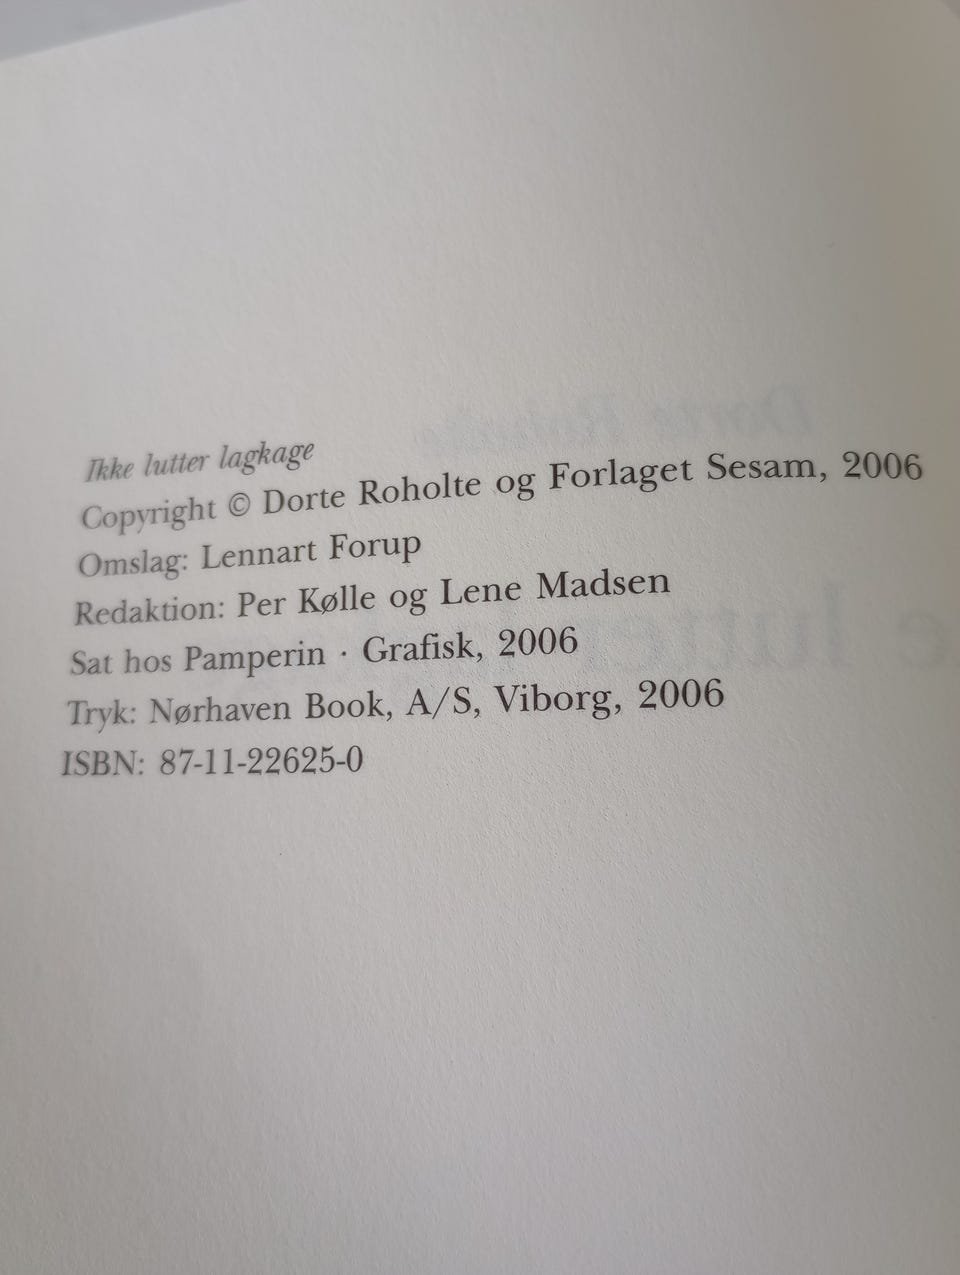 Ikke lutter lagkage
Copyright © Dorte Roholte og Forlaget Sesam, 2006
Omslag: Lennart Forup
Redaktion: Per Kølle og Lene Madsen
Sat hos Pamperin · Grafisk, 2006
Tryk: Nørhaven Book, A/S, Viborg, 2006
ISBN: 87-11-22625-0